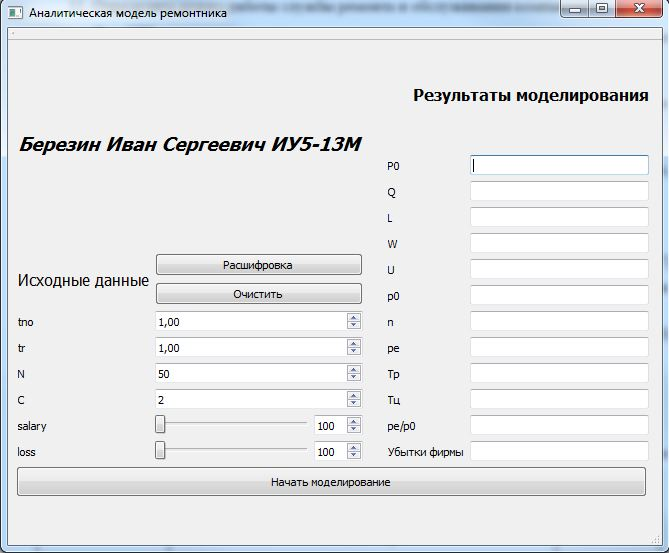 Аналитическая модель ремонтника
Результаты моделирования
Березин Иван Сергеевич ИУ5-13М
P0
Q
L
W
U
p0
n
pe
Tp
Тц
pe/p0
Убытки фирмы
Исходные данные
Расшифровка
Очистить
tno 1,00
tr 1,00
N 50
C 2
salary 100
loss 100
Начать моделирование